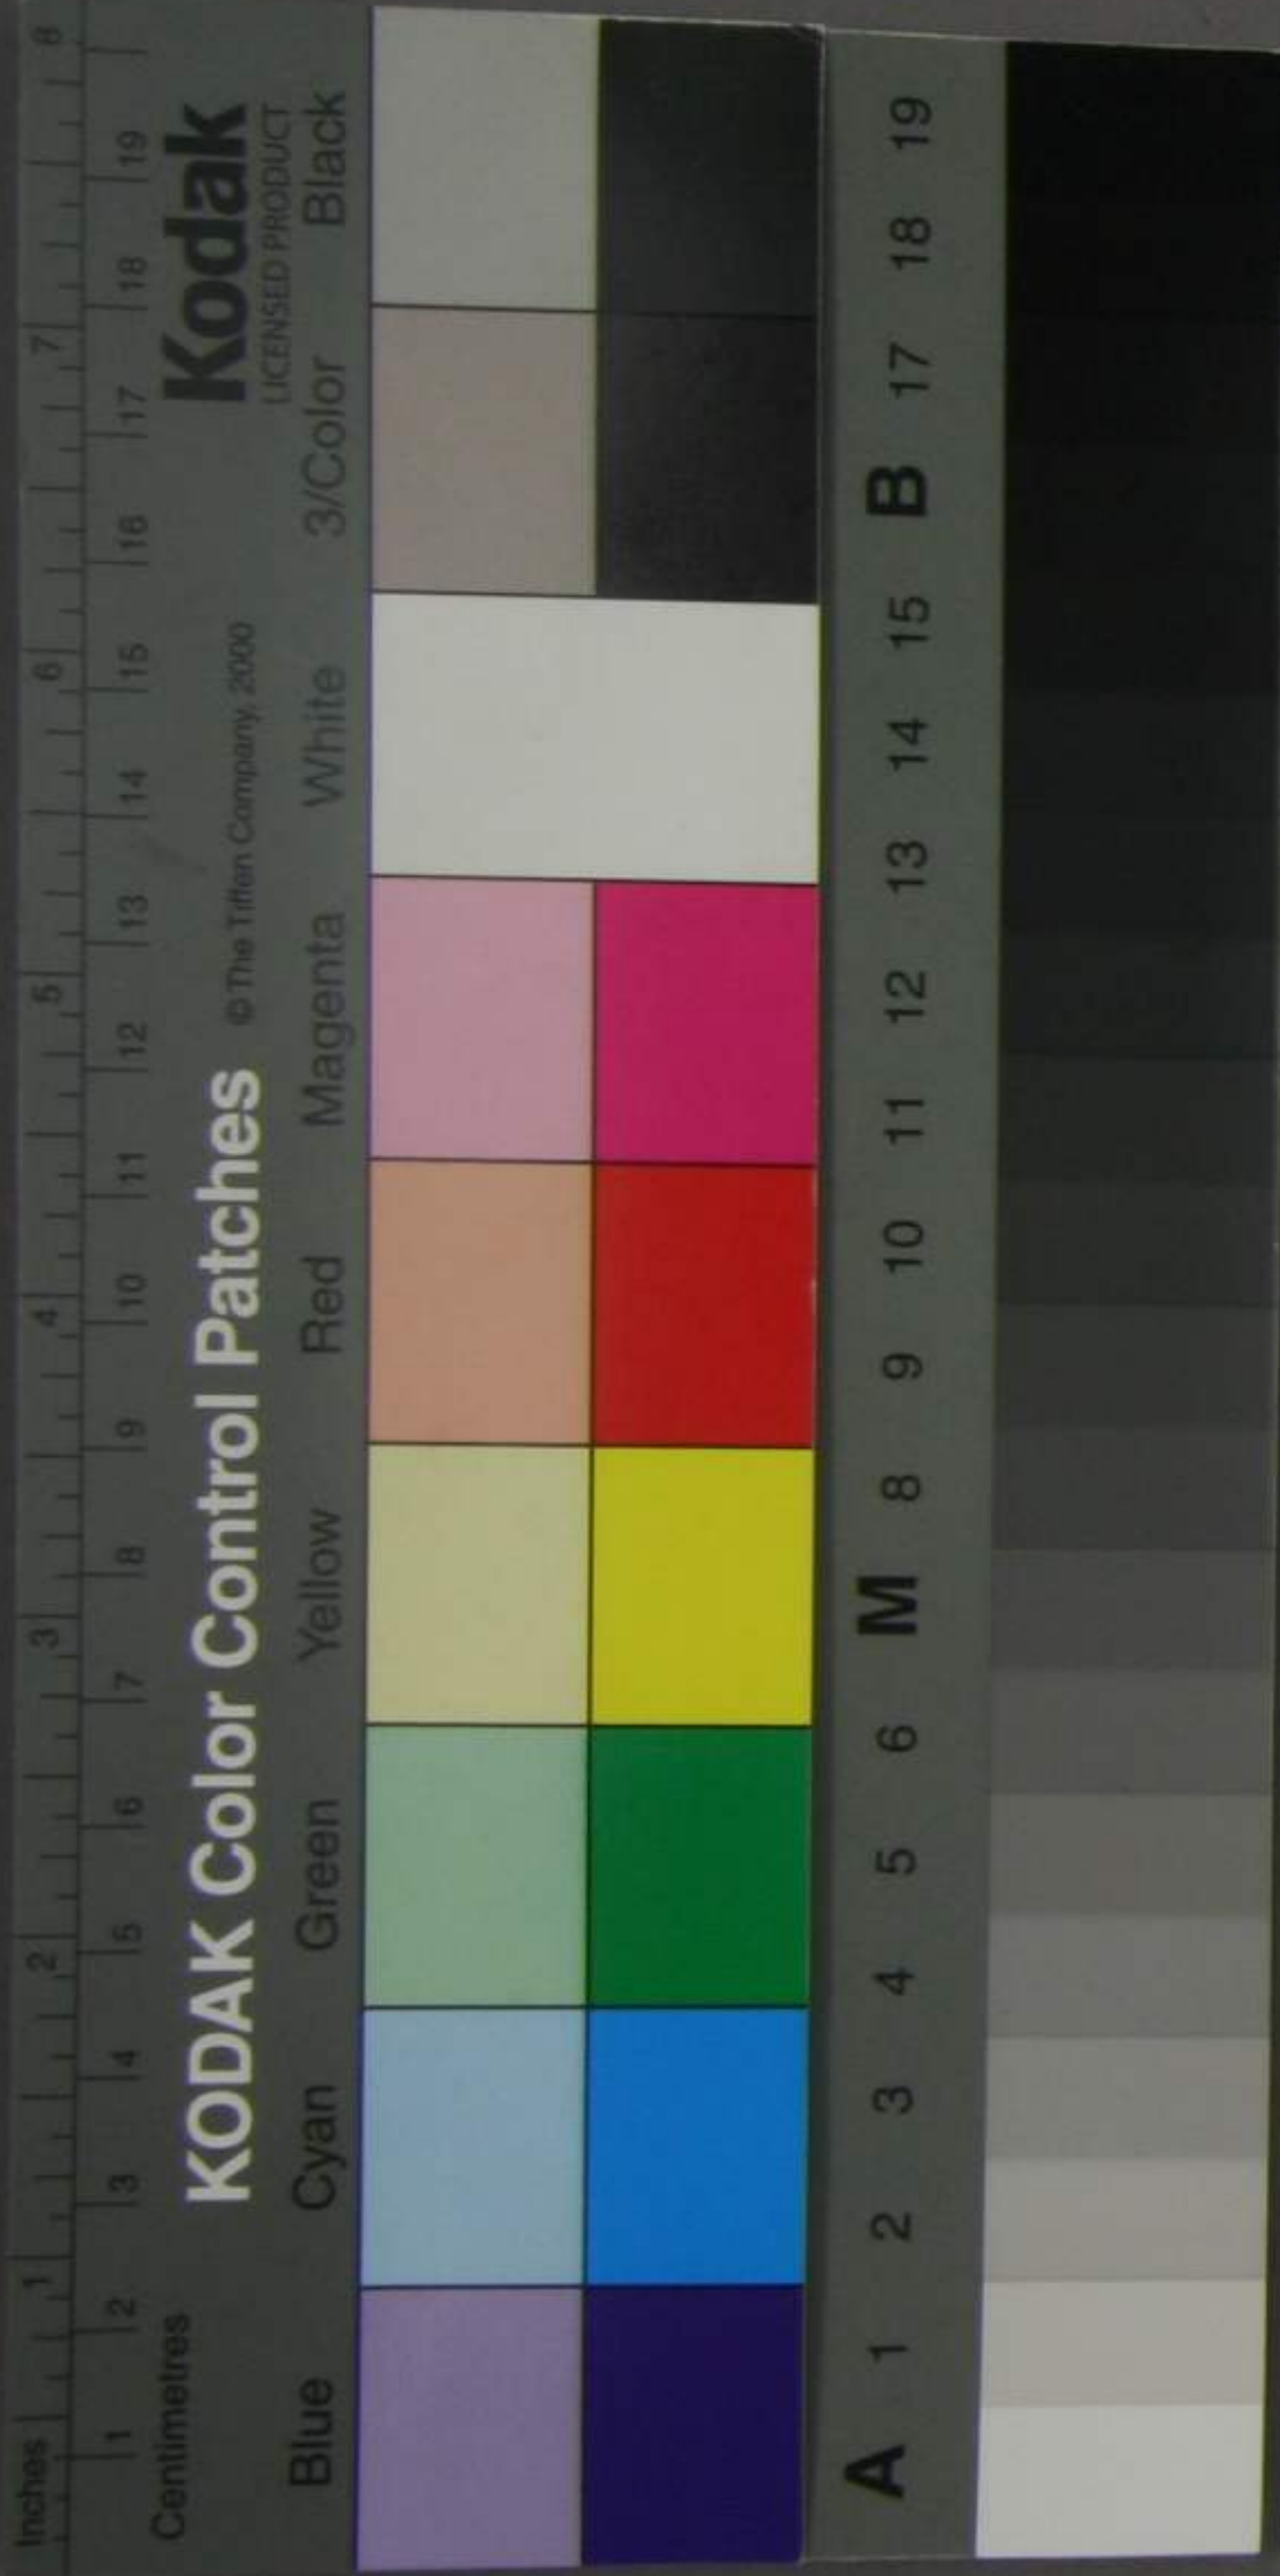 Inches 1 2 3 4 5 6 7 8
Centimetres 1 2 3 4 5 6 7 8 9 10 11 12 13 14 15 16 17 18 19
KODAK Color Control Patches © The Tiffen Company, 2000 Kodak
LICENSED PRODUCT
Blue Cyan Green Yellow Red Magenta White 3/Color Black
A 1 2 3 4 5 6 M 8 9 10 11 12 13 14 15 B 17 18 19